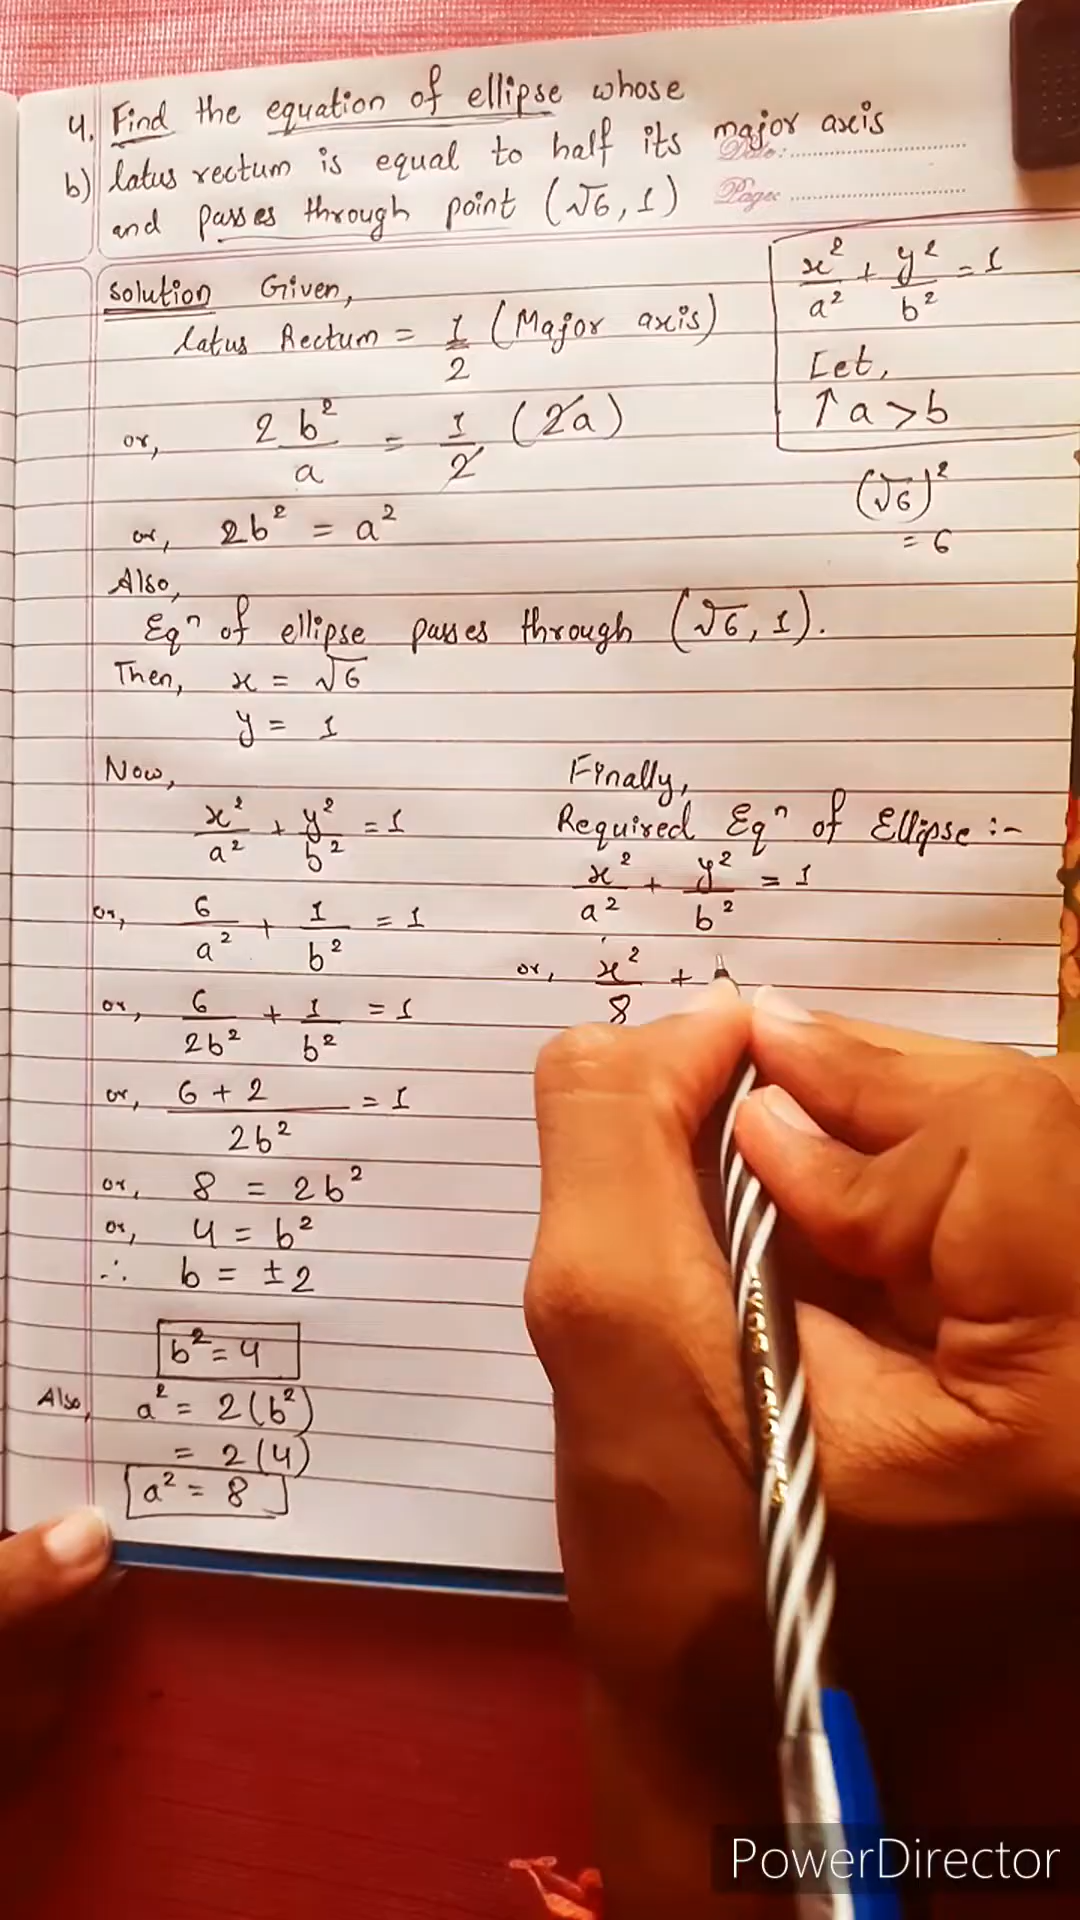 4. Find the equation of ellipse whose
b) latus rectum is equal to half its major axis
and passes through point (√6, 1)
Date:
Page:
x²/a² + y²/b² = 1
Let,
↑ a > b
(√6)²
= 6
Solution Given,
Latus Rectum = 1/2 (Major axis)
or, 2b²/a = 1/2 (2a)
or, 2b² = a²
Also,
Eqⁿ of ellipse passes through (√6, 1).
Then, x = √6
y = 1
Now,
x²/a² + y²/b² = 1
or, 6/a² + 1/b² = 1
or, 6/2b² + 1/b² = 1
or, 6 + 2/2b² = 1
or, 8 = 2b²
or, 4 = b²
∴ b = ±2
b² = 4
Also, a² = 2(b²)
= 2(4)
a² = 8
Finally,
Required Eqⁿ of Ellipse :-
x²/a² + y²/b² = 1
or, x²/8 +
PowerDirector